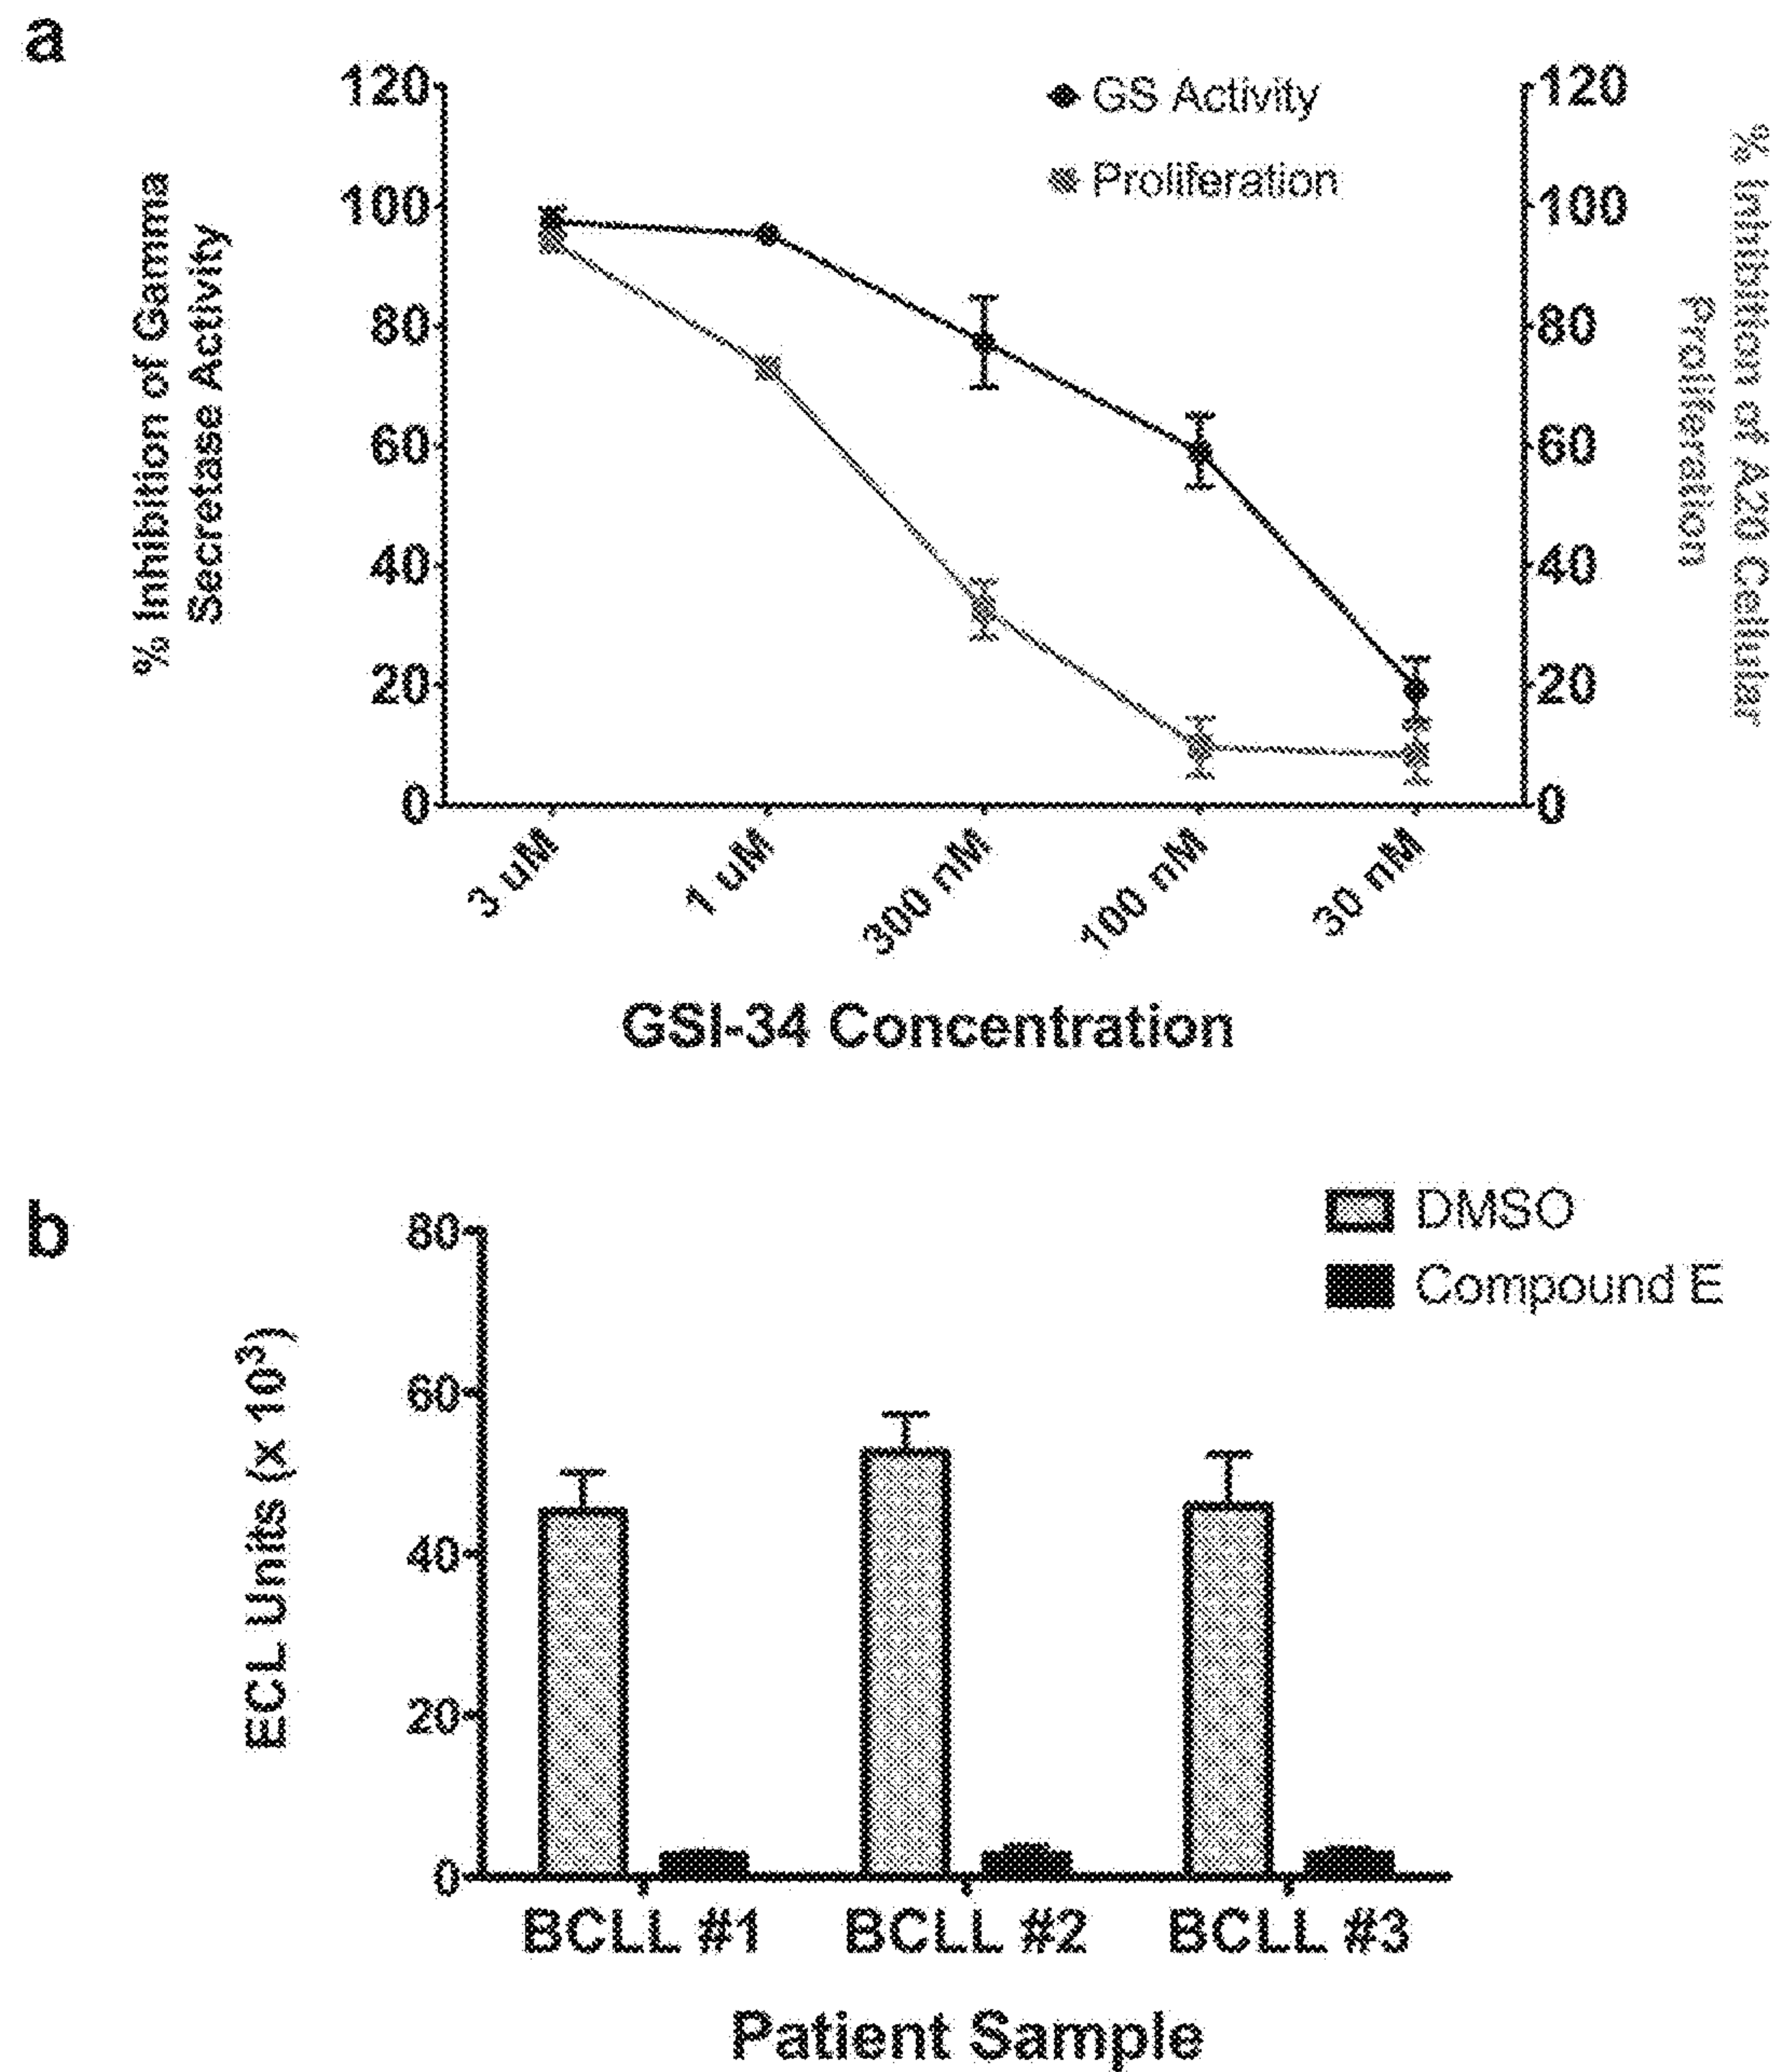 a
120
100
80
60
40
20
0
% Inhibition of Gamma
Secretase Activity
GS Activity
Proliferation
120
100
80
60
40
20
0
% Inhibition of A20 Cellular
Proliferation
3 uM
1 uM
300 nM
100 nM
30 nM
GSI-34 Concentration
b
DMSO
Compound E
80
60
40
20
0
ECL Units (x 10³)
BCLL #1
BCLL #2
BCLL #3
Patient Sample